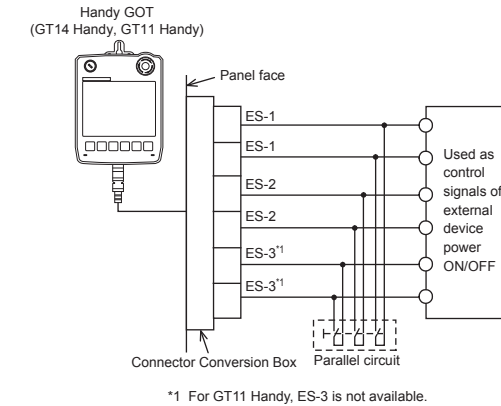 Handy GOT
(GT14 Handy, GT11 Handy)
Panel face
ES-1
ES-1
ES-2
ES-2
ES-3*1
ES-3*1
Used as
control
signals of
external
device
power
ON/OFF
Connector Conversion Box
Parallel circuit
*1 For GT11 Handy, ES-3 is not available.